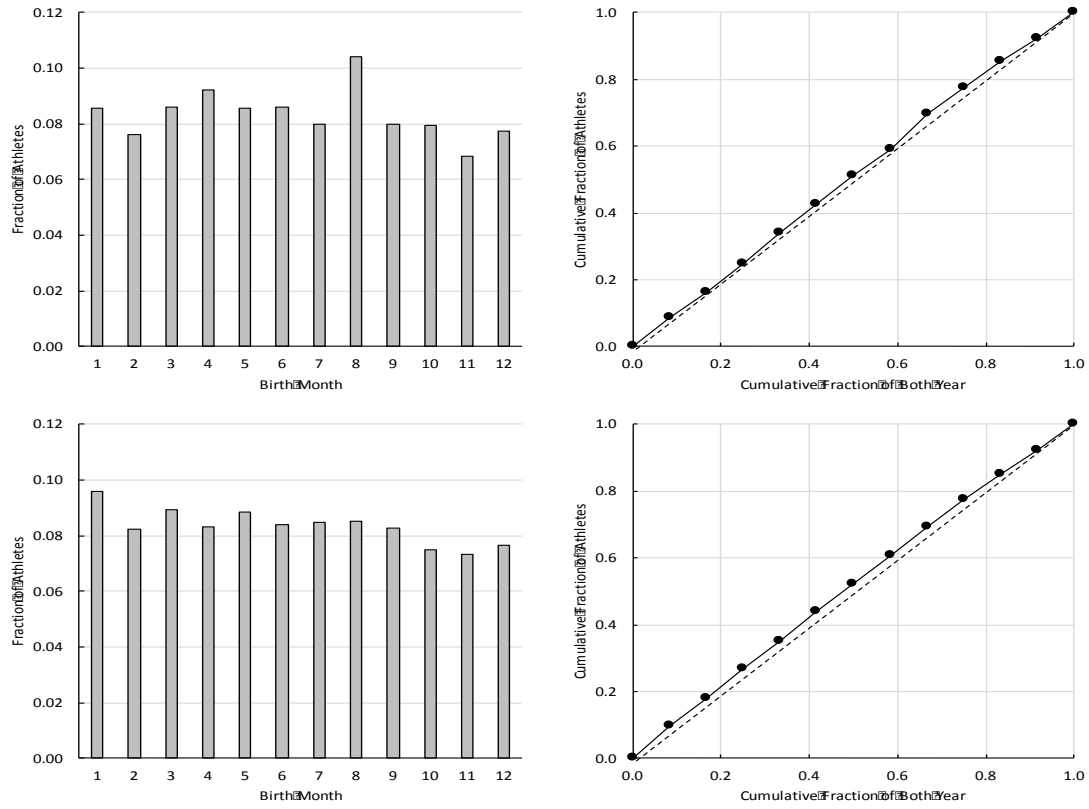 0.12
0.10
0.08
0.06
0.04
0.02
0.00
Fraction of Athletes
1 2 3 4 5 6 7 8 9 10 11 12
Birth Month
1.0
0.8
0.6
0.4
0.2
0.0
Cumulative Fraction of Athletes
0.0 0.2 0.4 0.6 0.8 1.0
Cumulative Fraction of Both Year
0.12
0.10
0.08
0.06
0.04
0.02
0.00
Fraction of Athletes
1 2 3 4 5 6 7 8 9 10 11 12
Birth Month
1.0
0.8
0.6
0.4
0.2
0.0
Cumulative Fraction of Athletes
0.0 0.2 0.4 0.6 0.8 1.0
Cumulative Fraction of Both Year